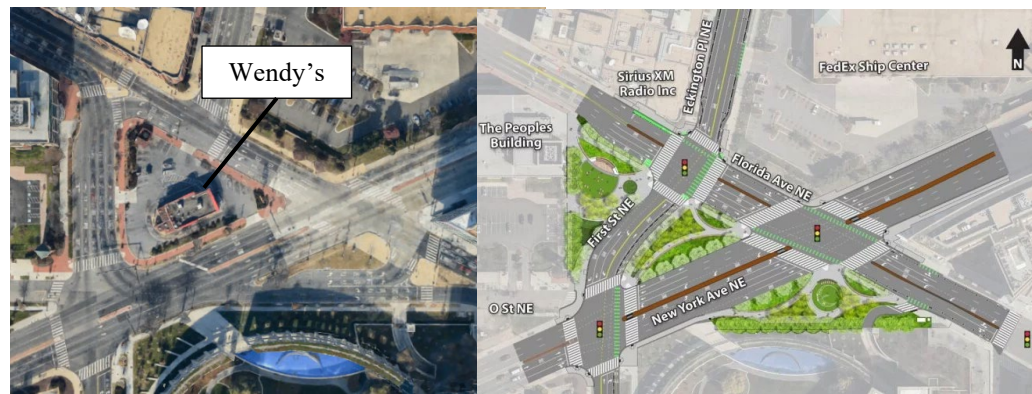 Wendy's
Eckington Pl NE
Sirius XM
Radio Inc
FedEx Ship Center
N
The Peoples
Building
Florida Ave NE
First St NE
New York Ave NE
O St NE